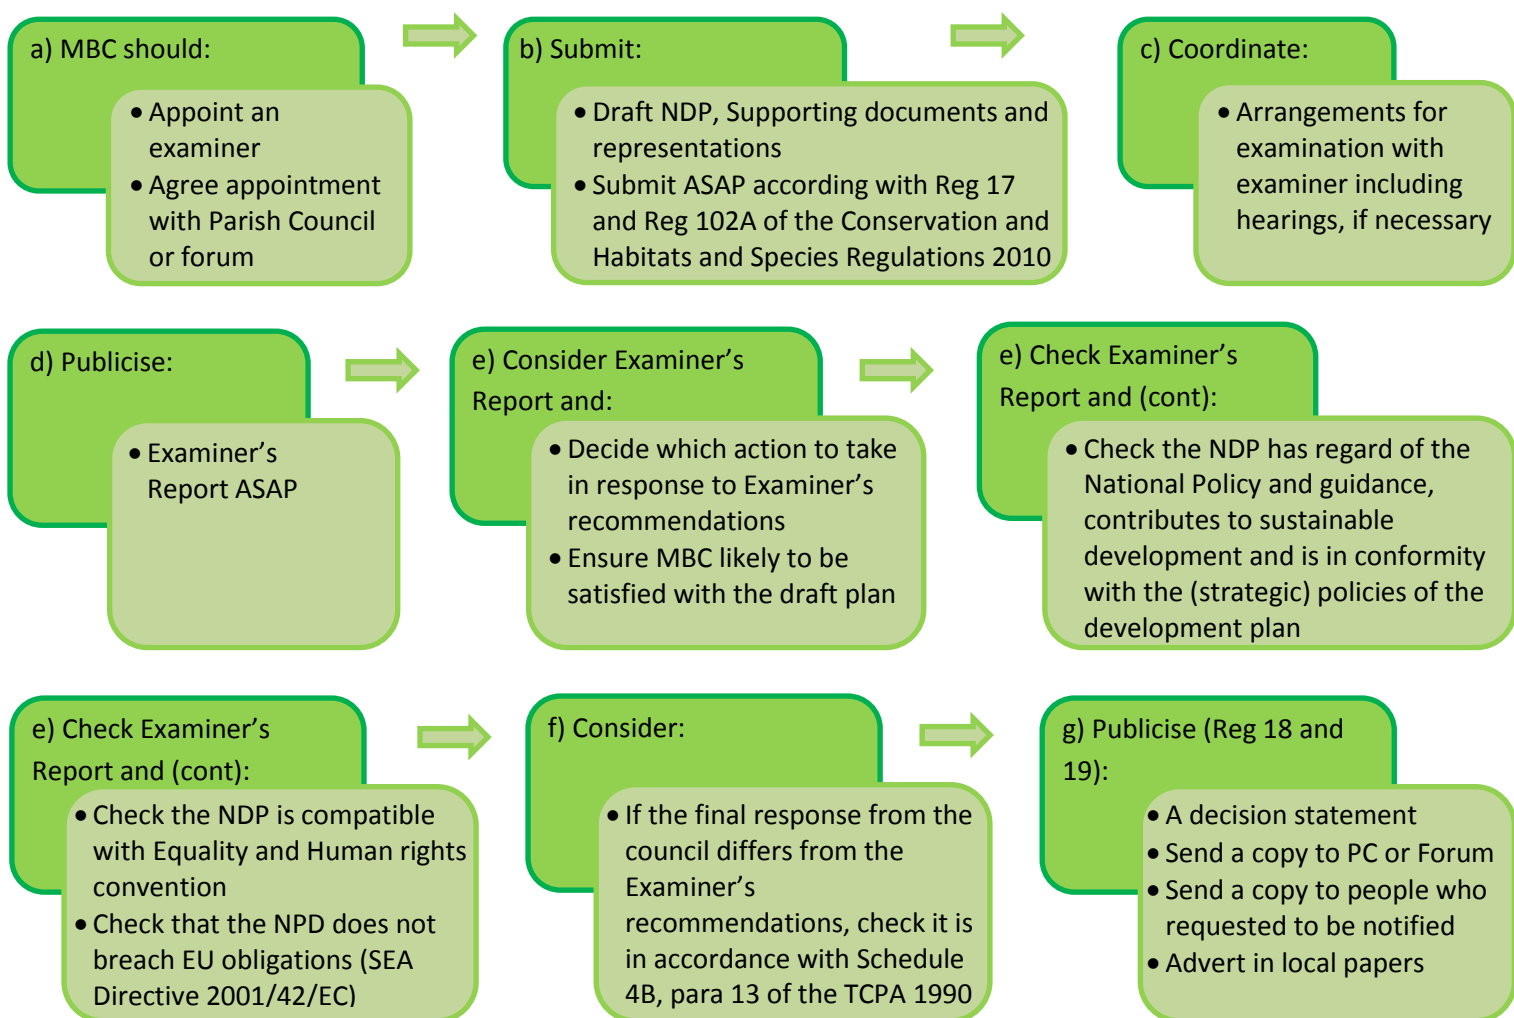 a) MBC should:
• Appoint an
examiner
• Agree appointment
with Parish Council
or forum
b) Submit:
• Draft NDP, Supporting documents and
representations
• Submit ASAP according with Reg 17
and Reg 102A of the Conservation and
Habitats and Species Regulations 2010
c) Coordinate:
• Arrangements for
examination with
examiner including
hearings, if necessary
d) Publicise:
• Examiner’s
Report ASAP
e) Consider Examiner’s
Report and:
• Decide which action to take
in response to Examiner’s
recommendations
• Ensure MBC likely to be
satisfied with the draft plan
e) Check Examiner’s
Report and (cont):
• Check the NDP has regard of the
National Policy and guidance,
contributes to sustainable
development and is in conformity
with the (strategic) policies of the
development plan
e) Check Examiner’s
Report and (cont):
• Check the NDP is compatible
with Equality and Human rights
convention
• Check that the NPD does not
breach EU obligations (SEA
Directive 2001/42/EC)
f) Consider:
• If the final response from the
council differs from the
Examiner’s
recommendations, check it is
in accordance with Schedule
4B, para 13 of the TCPA 1990
g) Publicise (Reg 18 and
19):
• A decision statement
• Send a copy to PC or Forum
• Send a copy to people who
requested to be notified
• Advert in local papers